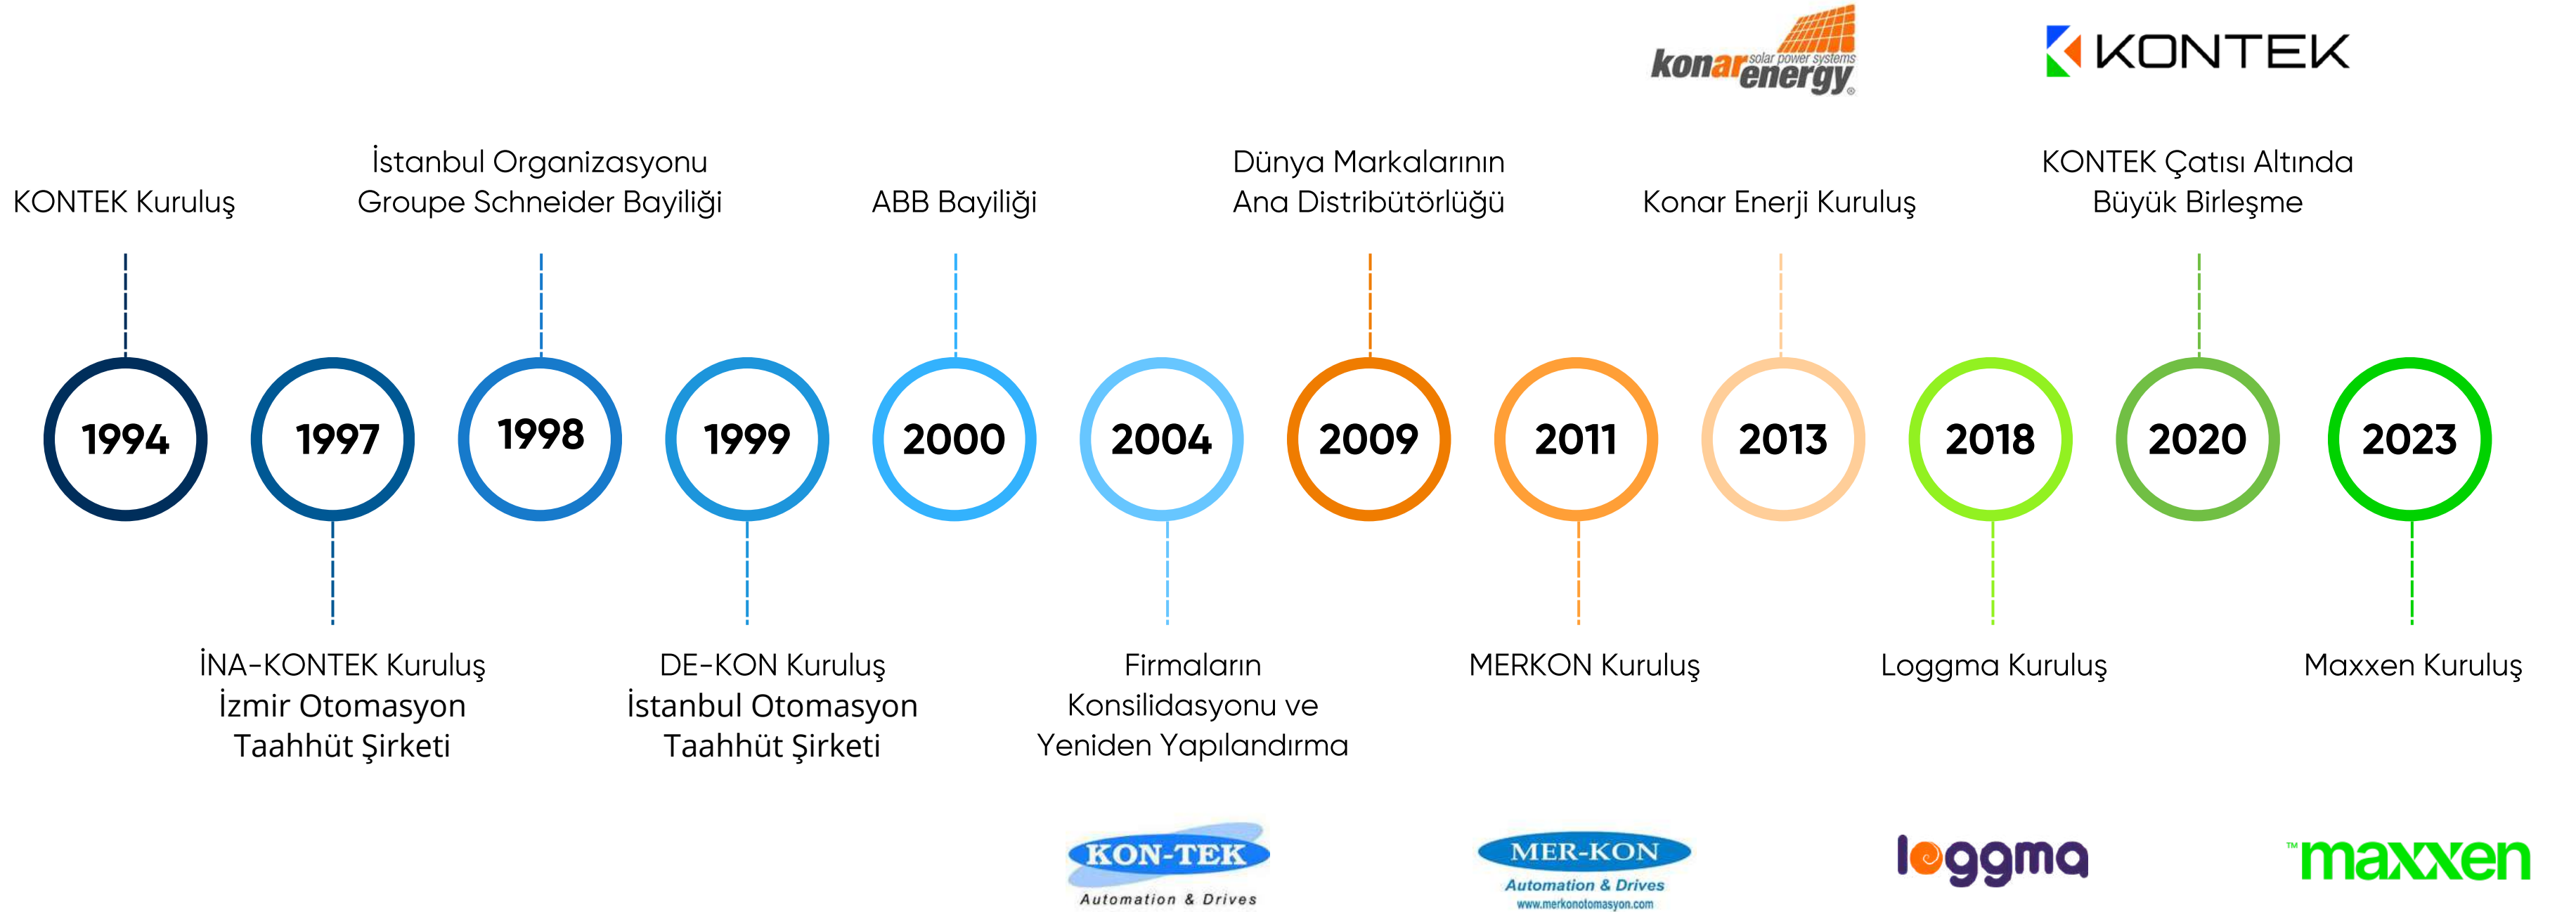 konarenergy
solar power systems
KONTEK
KONTEK Kuruluş
İstanbul Organizasyonu
Groupe Schneider Bayiliği
ABB Bayiliği
Dünya Markalarının
Ana Distribütörlüğü
Konar Enerji Kuruluş
KONTEK Çatısı Altında
Büyük Birleşme
1994
1997
1998
1999
2000
2004
2009
2011
2013
2018
2020
2023
İNA-KONTEK Kuruluş
İzmir Otomasyon
Taahhüt Şirketi
DE-KON Kuruluş
İstanbul Otomasyon
Taahhüt Şirketi
Firmaların
Konsilidasyonu ve
Yeniden Yapılandırma
MERKON Kuruluş
Loggma Kuruluş
Maxxen Kuruluş
KON-TEK
Automation & Drives
MER-KON
Automation & Drives
www.merkonotomasyon.com
loggma
™maxxen